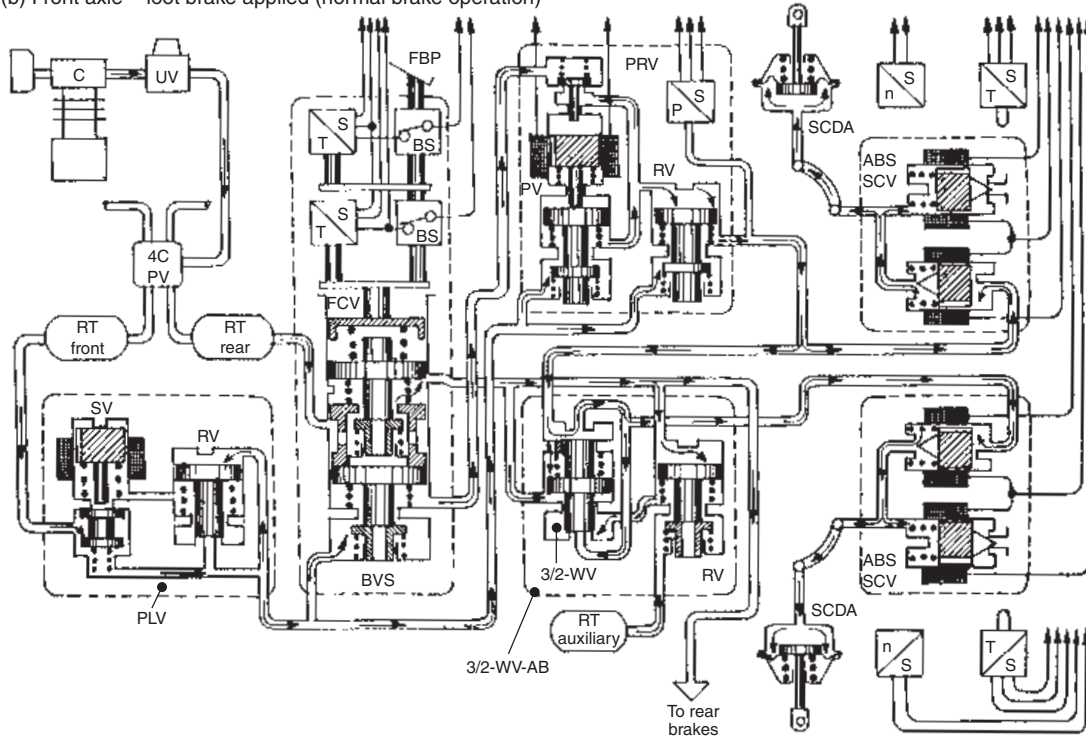 (b) Front axle – foot brake applied (normal brake operation)
C
UV
FBP
PRV
T
S
BS
P
S
n
S
T
S
SCDA
RV
PV
ABS
SCV
T
S
BS
4C
PV
FCV
RT
front
RT
rear
SV
RV
3/2-WV
RV
ABS
SCV
BVS
PLV
RT
auxiliary
SCDA
3/2-WV-AB
n
S
T
S
To rear
brakes